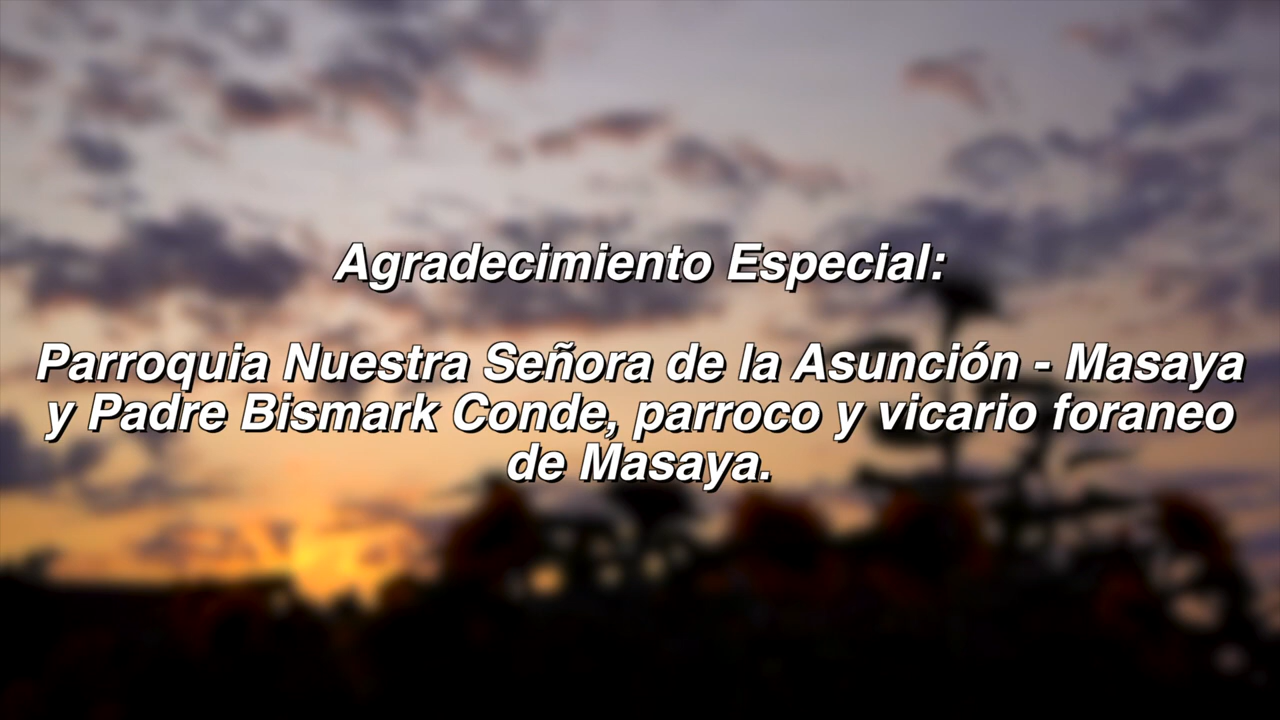 Agradecimiento Especial:
Parroquia Nuestra Señora de la Asunción - Masaya
y Padre Bismark Conde, parroco y vicario foraneo
de Masaya.